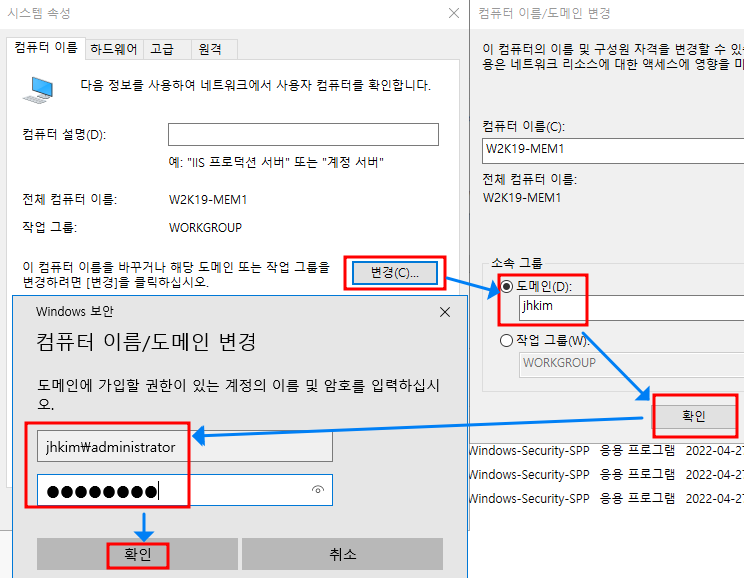 시스템 속성
컴퓨터 이름
하드웨어
고급
원격
다음 정보를 사용하여 네트워크에서 사용자 컴퓨터를 확인합니다.
컴퓨터 설명(D):
예: "IIS 프로덕션 서버" 또는 "계정 서버"
전체 컴퓨터 이름:
W2K19-MEM1
작업 그룹:
WORKGROUP
이 컴퓨터 이름을 바꾸거나 해당 도메인 또는 작업 그룹을
변경하려면 [변경]을 클릭하십시오.
변경(C)...
컴퓨터 이름/도메인 변경
이 컴퓨터의 이름 및 구성원 자격을 변경할 수 있
용은 네트워크 리소스에 대한 액세스에 영향을 미
컴퓨터 이름(C):
W2K19-MEM1
전체 컴퓨터 이름:
W2K19-MEM1
소속 그룹
도메인(D):
jhkim
작업 그룹(W):
WORKGROUP
확인
Windows-Security-SPP 응용 프로그램 2022-04-27
Windows-Security-SPP 응용 프로그램 2022-04-27
Windows-Security-SPP 응용 프로그램 2022-04-27
Windows 보안
컴퓨터 이름/도메인 변경
도메인에 가입할 권한이 있는 계정의 이름 및 암호를 입력하십시
오.
jhkim₩administrator
●●●●●●●●
확인
취소